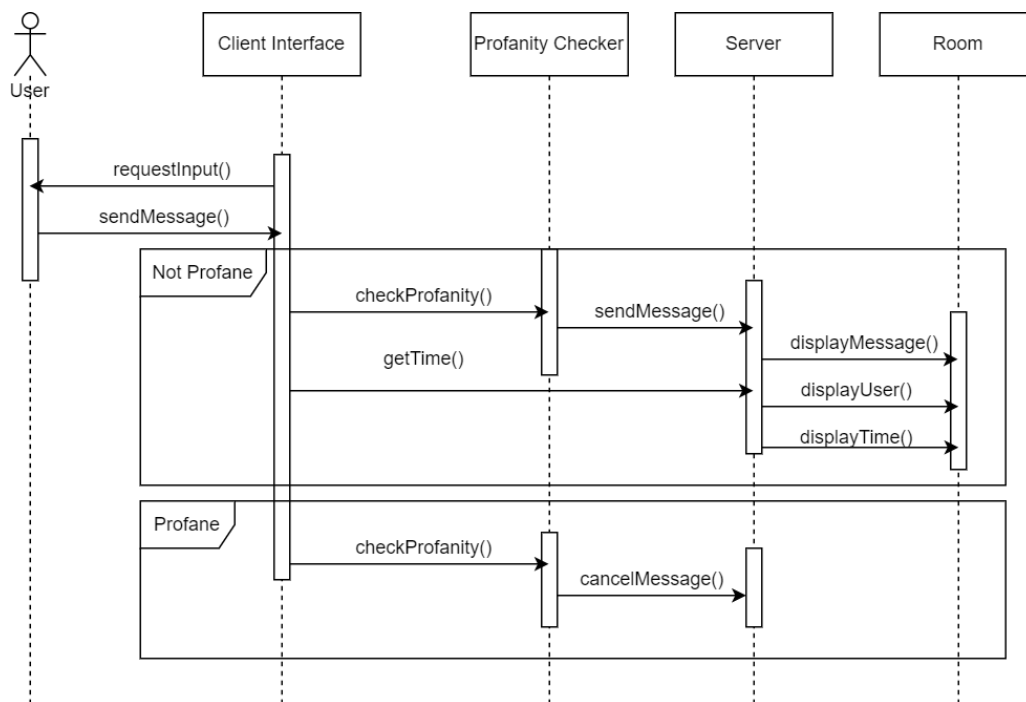 Client Interface
Profanity Checker
Server
Room
User
requestInput()
sendMessage()
Not Profane
checkProfanity()
sendMessage()
displayMessage()
getTime()
displayUser()
displayTime()
Profane
checkProfanity()
cancelMessage()